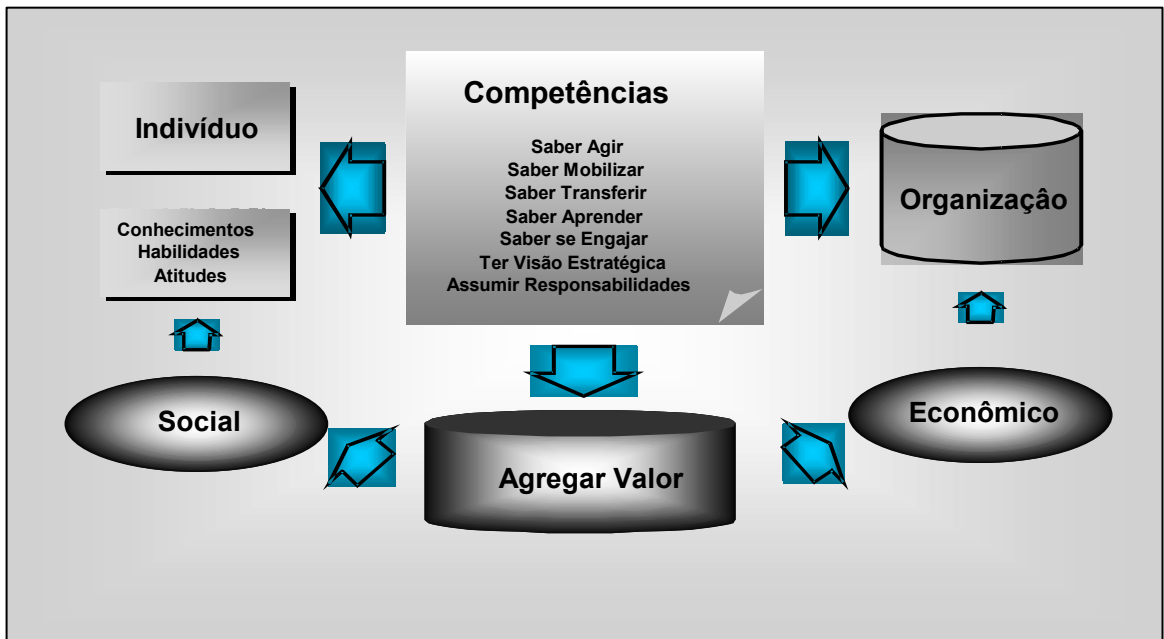 Indivíduo
Conhecimentos
Habilidades
Atitudes
Competências
Saber Agir
Saber Mobilizar
Saber Transferir
Saber Aprender
Saber se Engajar
Ter Visão Estratégica
Assumir Responsabilidades
Organizaçâo
Social
Agregar Valor
Econômico